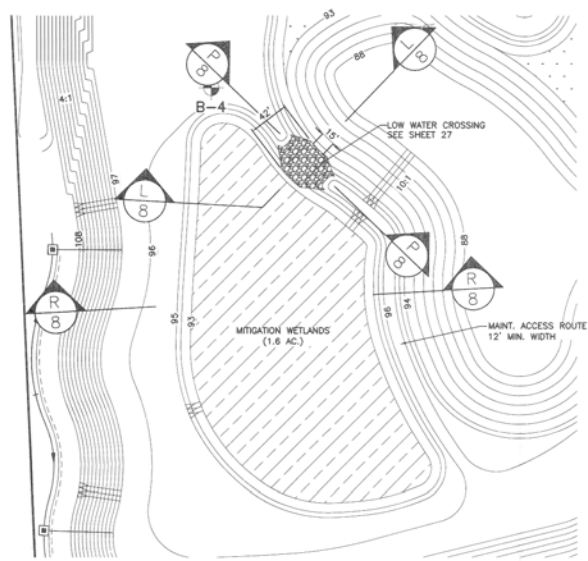 93
88
P
8
L
8
4:1
B-4
42'
15'
LOW WATER CROSSING
SEE SHEET 27
10:1
97
L
8
108
96
P
8
88
R
8
R
8
96
94
95
93
MITIGATION WETLANDS
(1.6 AC.)
MAINT. ACCESS ROUTE
12' MIN. WIDTH